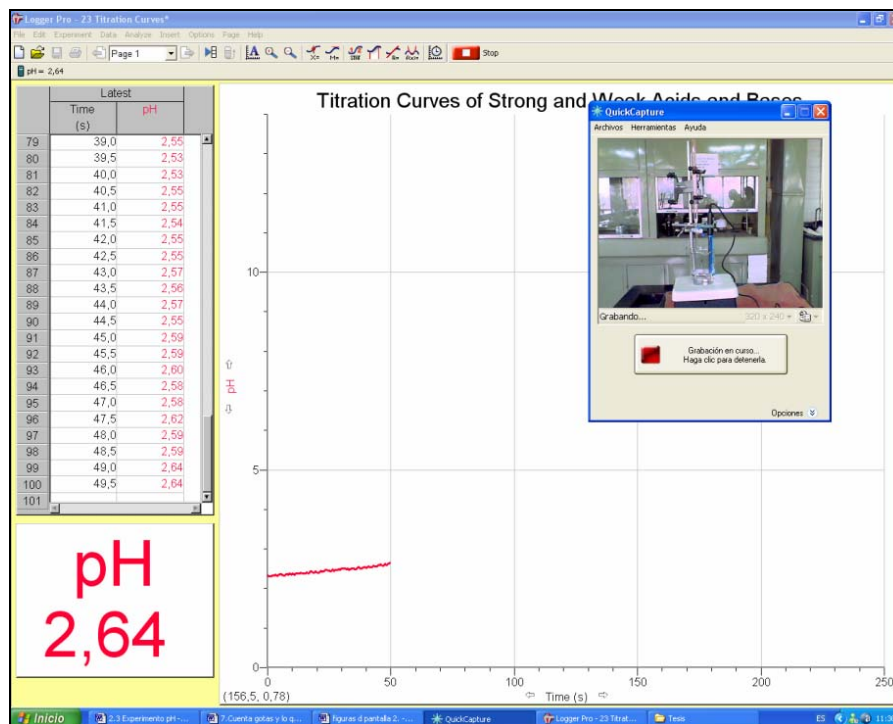 Logger Pro - 23 Titration Curves*
File Edit Experiment Data Analyze Insert Options Page Help
Page 1
Stop
pH = 2,64
Latest
Time pH
(s)
79 39,0 2,55
80 39,5 2,53
81 40,0 2,53
82 40,5 2,55
83 41,0 2,55
84 41,5 2,54
85 42,0 2,55
86 42,5 2,55
87 43,0 2,57
88 43,5 2,56
89 44,0 2,57
90 44,5 2,55
91 45,0 2,59
92 45,5 2,59
93 46,0 2,60
94 46,5 2,58
95 47,0 2,58
96 47,5 2,62
97 48,0 2,59
98 48,5 2,59
99 49,0 2,64
100 49,5 2,64
101
pH
2,64
Titration Curves of Strong and Weak Acids and Bases
10
pH
5
0
0 50 100 150 200 250
(156,5, 0,78)
Time (s)
QuickCapture
Archivos Herramientas Ayuda
Grabando...
320 x 240
Grabación en curso...
Haga clic para detenerla.
Opciones
Inicio
2.3 Experimento pH -...
7.Cuenta gotas y lo q...
figuras d pantalla 2. -...
QuickCapture
Logger Pro - 23 Titrat...
Tesis
ES